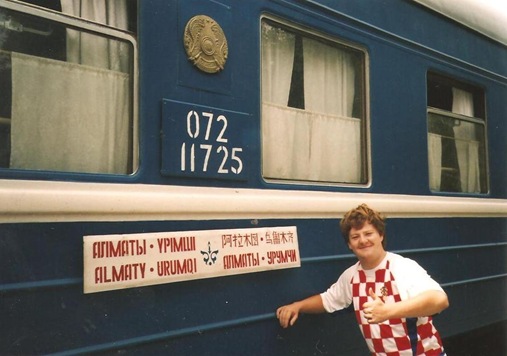 072
11725
АЛМАТЫ • ҮРІМШІ
ALMATY • URUMQI
阿拉木图 • 乌鲁木齐
АЛМАТЫ • УРУМЧИ